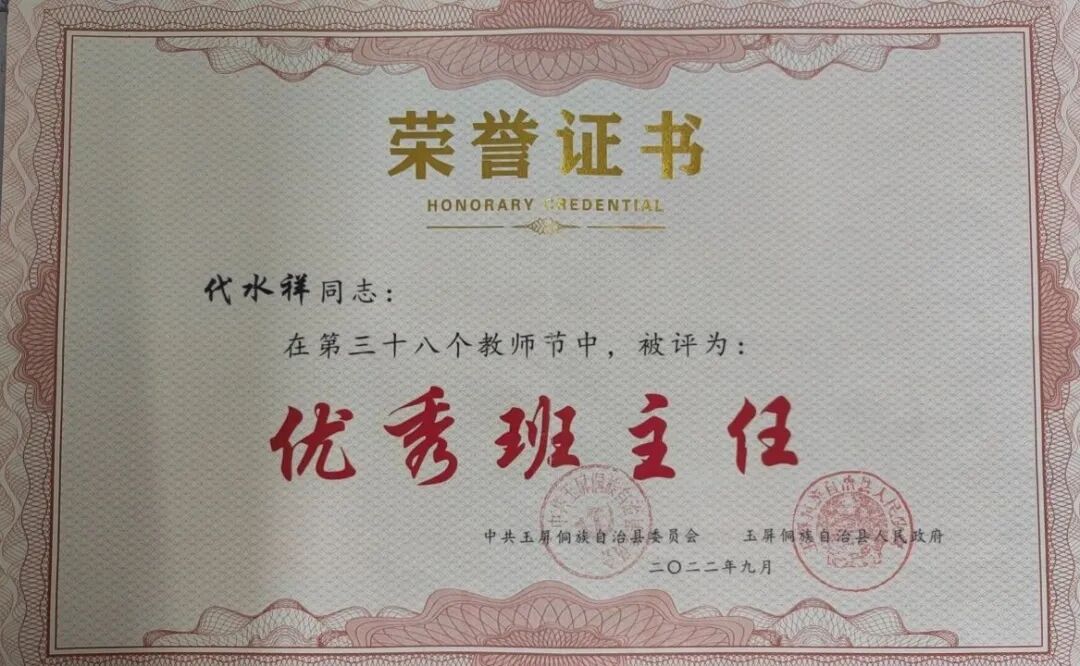 荣誉证书
HONORARY CREDENTIAL
代水祥同志：
在第三十八个教师节中，被评为：
优秀班主任
中共玉屏侗族自治县委员会 玉屏侗族自治县人民政府
二〇二二年九月